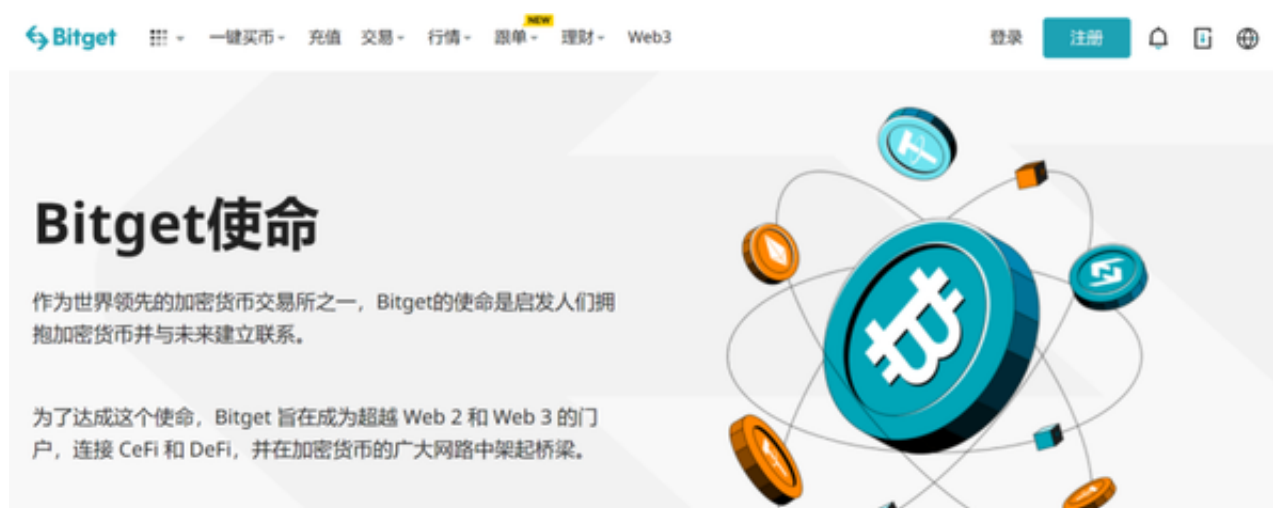 Bitget 一键买币 充值 交易 行情 跟单 NEW 理财 Web3 登录 注册
Bitget使命
作为世界领先的加密货币交易所之一，Bitget的使命是启发人们拥
抱加密货币并与未来建立联系。
为了达成这个使命，Bitget 旨在成为超越 Web 2 和 Web 3 的门
户，连接 CeFi 和 DeFi，并在加密货币的广大网路中架起桥梁。